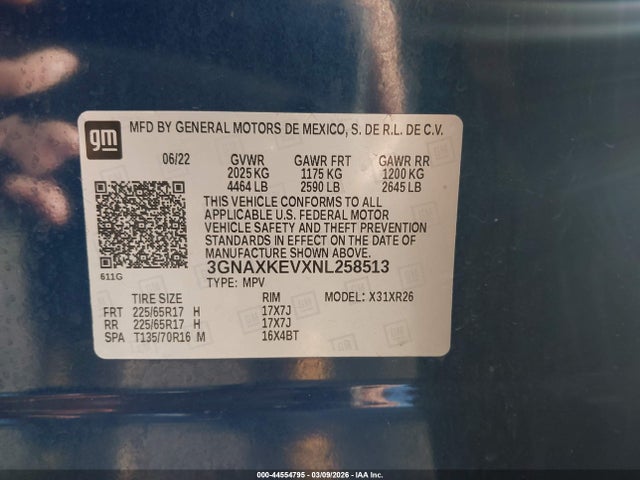 gm
MFD BY GENERAL MOTORS DE MEXICO, S. DE R.L. DE C.V.
06/22 GVWR GAWR FRT GAWR RR
2025 KG 1175 KG 1200 KG
4464 LB 2590 LB 2645 LB
THIS VEHICLE CONFORMS TO ALL
APPLICABLE U.S. FEDERAL MOTOR
VEHICLE SAFETY AND THEFT PREVENTION
STANDARDS IN EFFECT ON THE DATE OF
MANUFACTURE SHOWN ABOVE.
611G 3GNAXKEVXNL258513
TYPE: MPV
TIRE SIZE RIM MODEL: X31XR26
FRT 225/65R17 H 17X7J
RR 225/65R17 H 17X7J
SPA T135/70R16 M 16X4BT
000-44554795 - 03/09/2026 - IAA Inc.